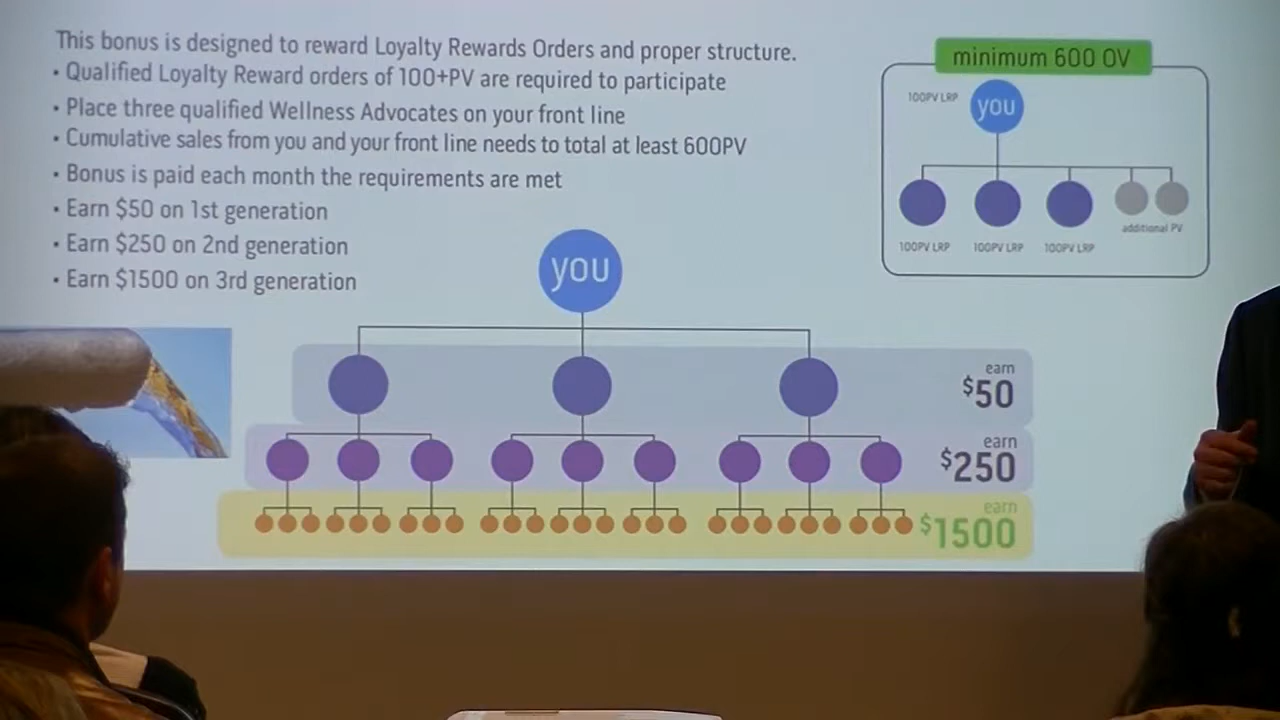 This bonus is designed to reward Loyalty Rewards Orders and proper structure.
• Qualified Loyalty Reward orders of 100+PV are required to participate
• Place three qualified Wellness Advocates on your front line
• Cumulative sales from you and your front line needs to total at least 600PV
• Bonus is paid each month the requirements are met
• Earn $50 on 1st generation
• Earn $250 on 2nd generation
• Earn $1500 on 3rd generation
minimum 600 OV
100PV LRP
you
100PV LRP 100PV LRP 100PV LRP
additional PV
you
earn
$50
earn
$250
earn
$1500